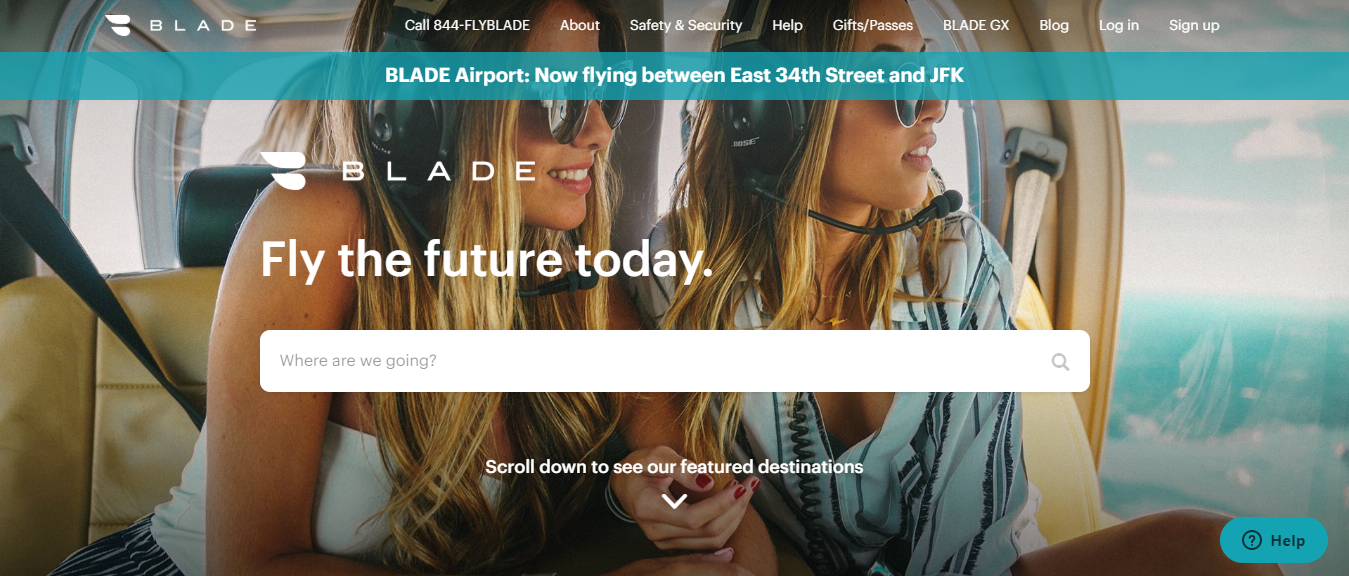 BLADE
Call 844-FLYBLADE About Safety & Security Help Gifts/Passes BLADE GX Blog Log in Sign up
BLADE Airport: Now flying between East 34th Street and JFK
BOSE
BLADE
Fly the future today.
Where are we going?
Scroll down to see our featured destinations
Help